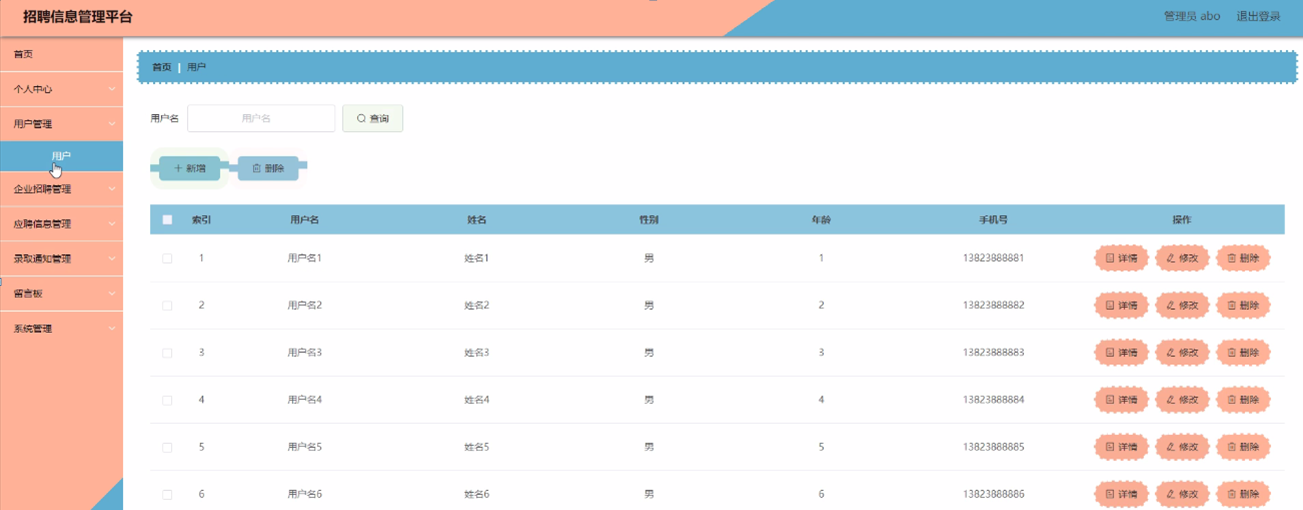 招聘信息管理平台
管理员 abo 退出登录
首页
个人中心
用户管理
用户
企业招聘管理
应聘信息管理
录取通知管理
留言板
系统管理
首页 | 用户
用户名 用户名 查询
新增 删除
索引 用户名 姓名 性别 年龄 手机号 操作
1 用户名1 姓名1 男 1 13823888881 详情 修改 删除
2 用户名2 姓名2 男 2 13823888882 详情 修改 删除
3 用户名3 姓名3 男 3 13823888883 详情 修改 删除
4 用户名4 姓名4 男 4 13823888884 详情 修改 删除
5 用户名5 姓名5 男 5 13823888885 详情 修改 删除
6 用户名6 姓名6 男 6 13823888886 详情 修改 删除